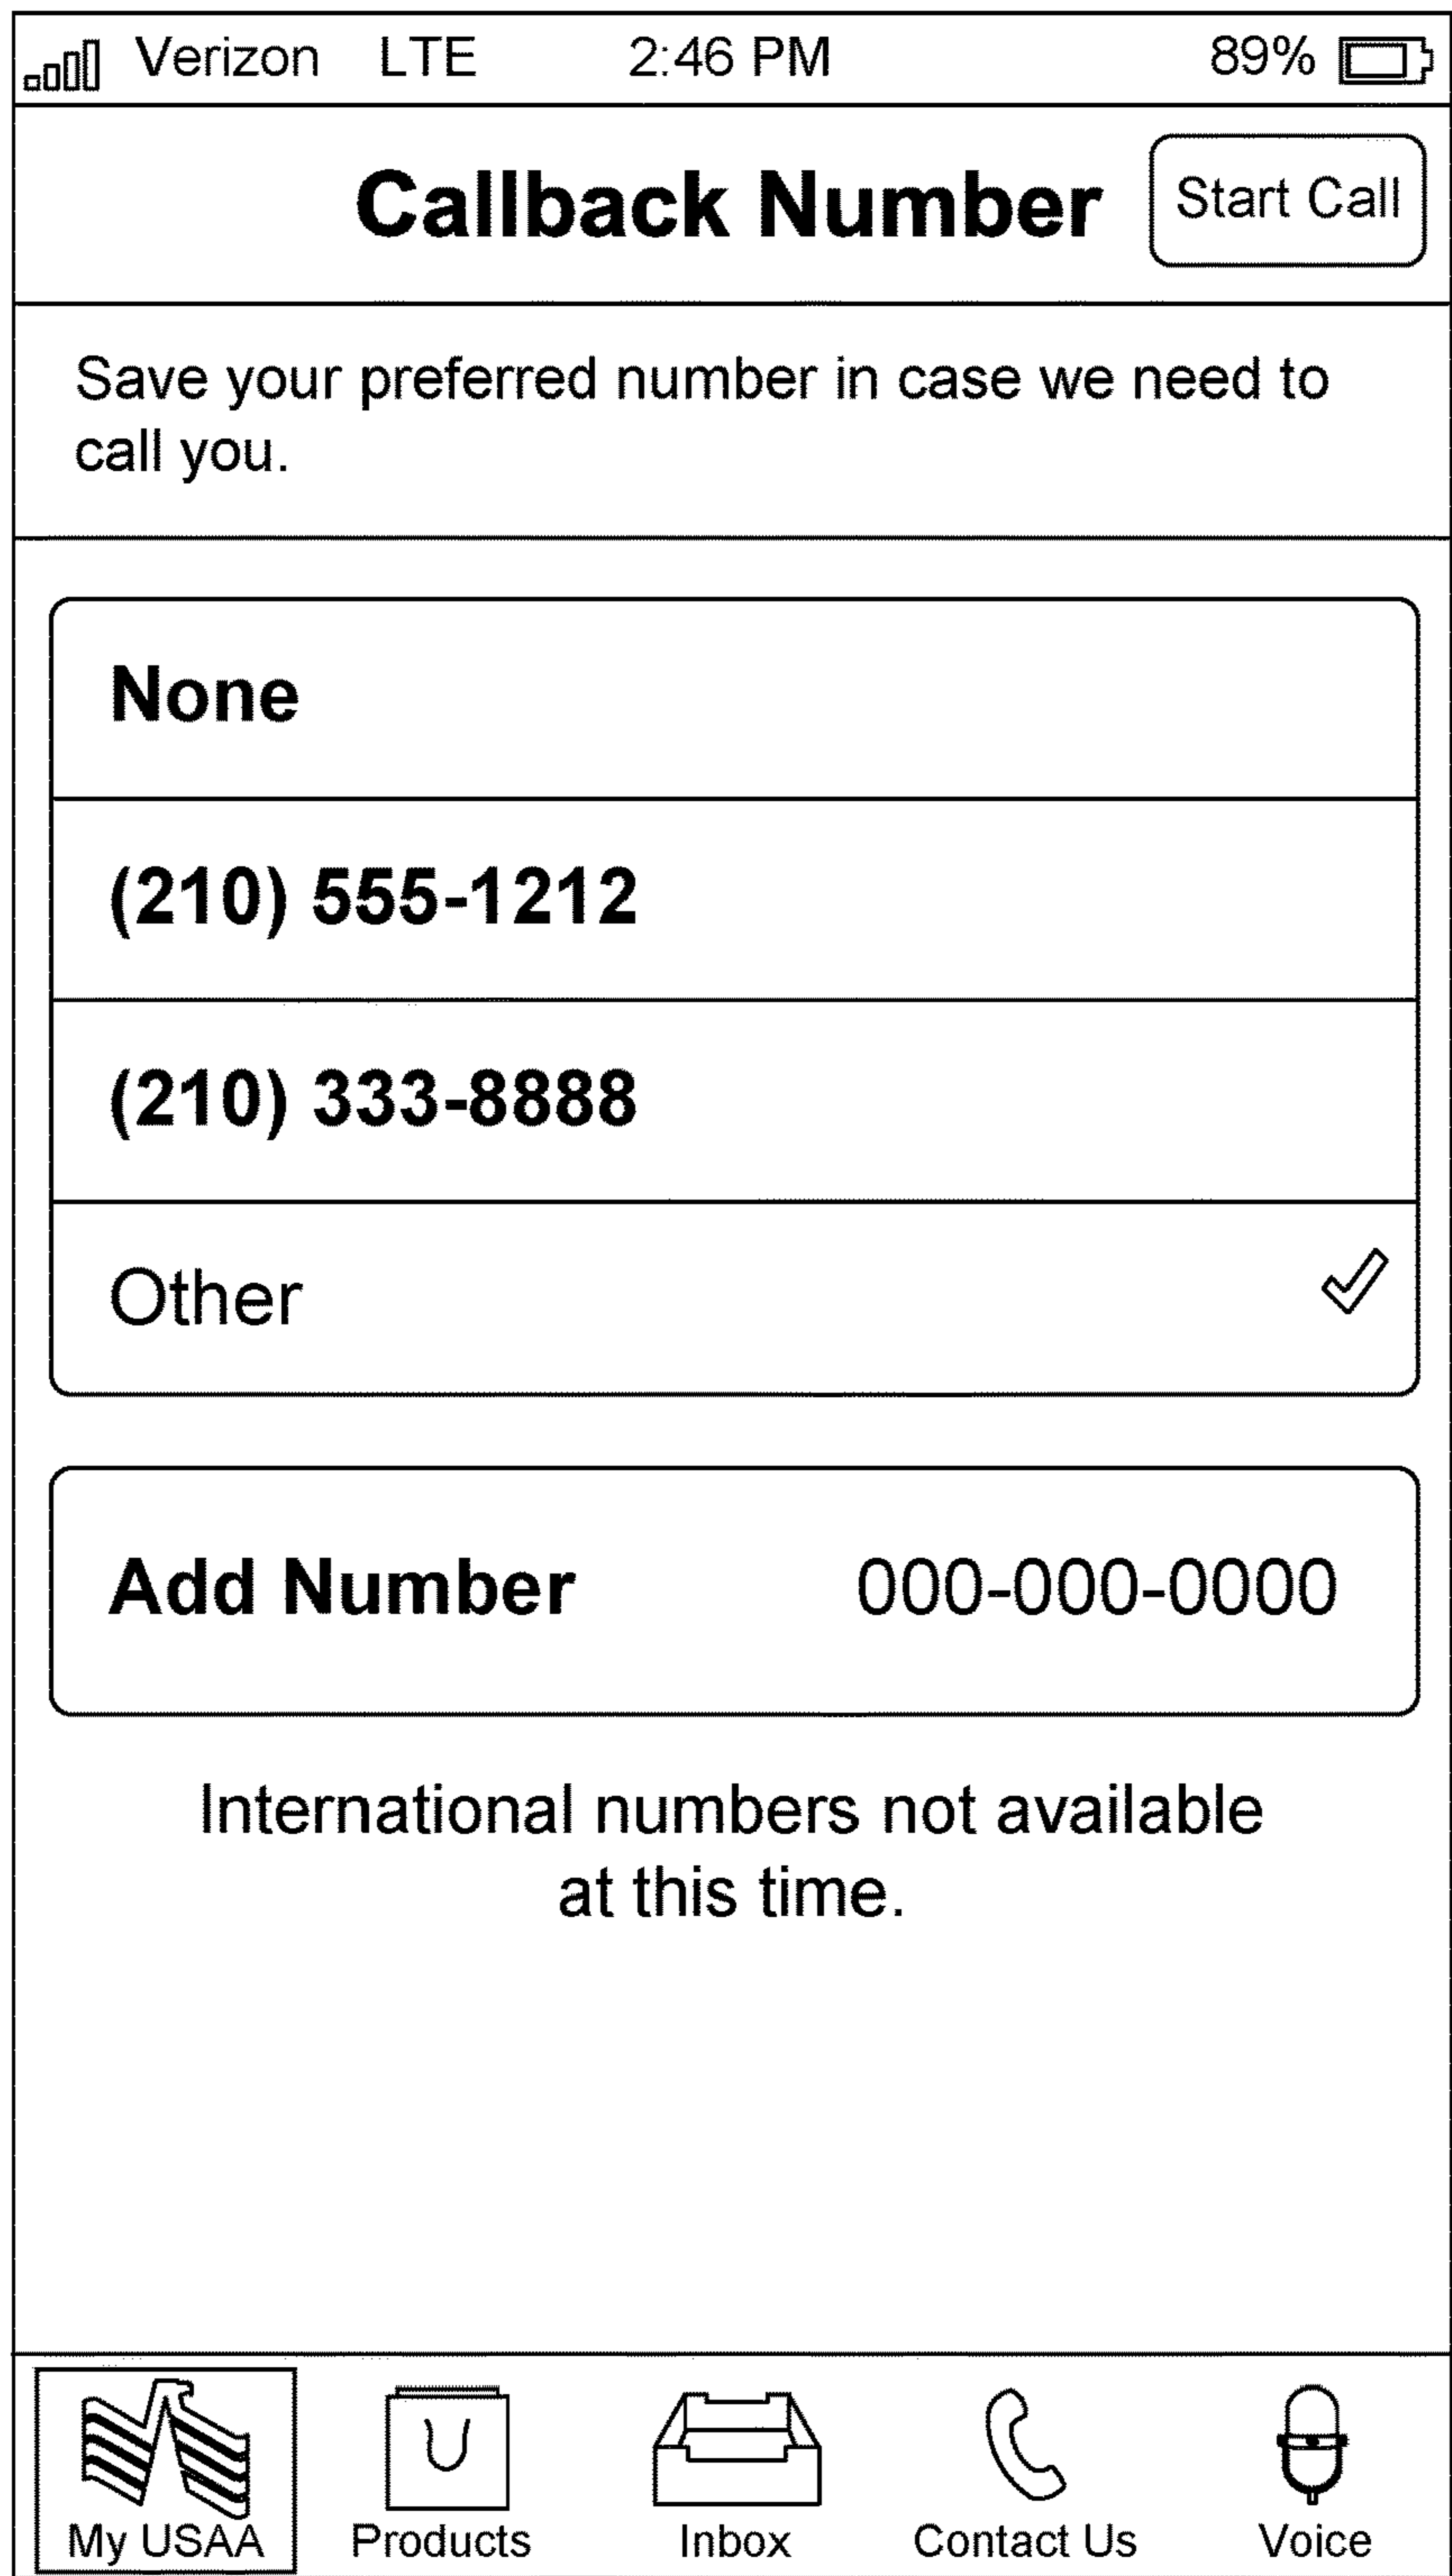 Verizon LTE 2:46 PM 89%
Callback Number Start Call
Save your preferred number in case we need to
call you.
None
(210) 555-1212
(210) 333-8888
Other
Add Number 000-000-0000
International numbers not available
at this time.
My USAA Products Inbox Contact Us Voice